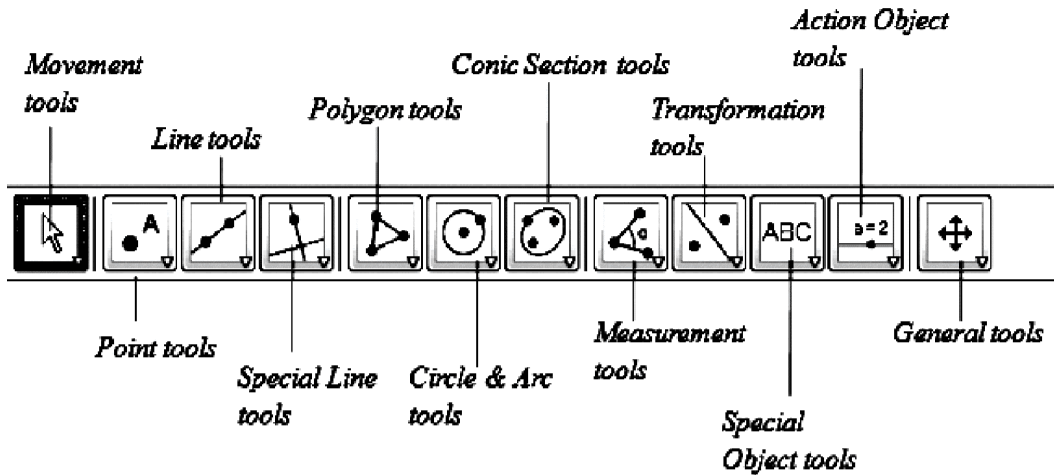 Action Object
tools
Movement
tools
Conic Section tools
Polygon tools
Transformation
tools
Line tools
A
α
ABC
a=2
Point tools
Measurement
tools
General tools
Special Line
tools
Circle & Arc
tools
Special
Object tools